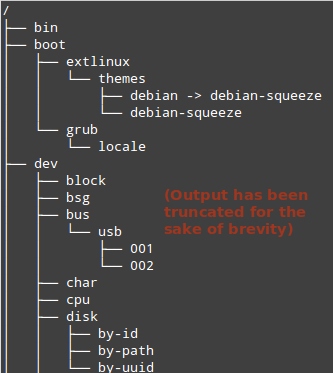 /
├── bin
├── boot
│   ├── extlinux
│   │   └── themes
│   │       ├── debian -> debian-squeeze
│   │       └── debian-squeeze
│   └── grub
│       └── locale
├── dev
│   ├── block
│   ├── bsg
│   ├── bus
│   │   └── usb
│   │       ├── 001
│   │       └── 002
│   ├── char
│   ├── cpu
│   ├── disk
│   │   ├── by-id
│   │   ├── by-path
│   │   ├── by-uuid
(Output has been
truncated for the
sake of brevity)